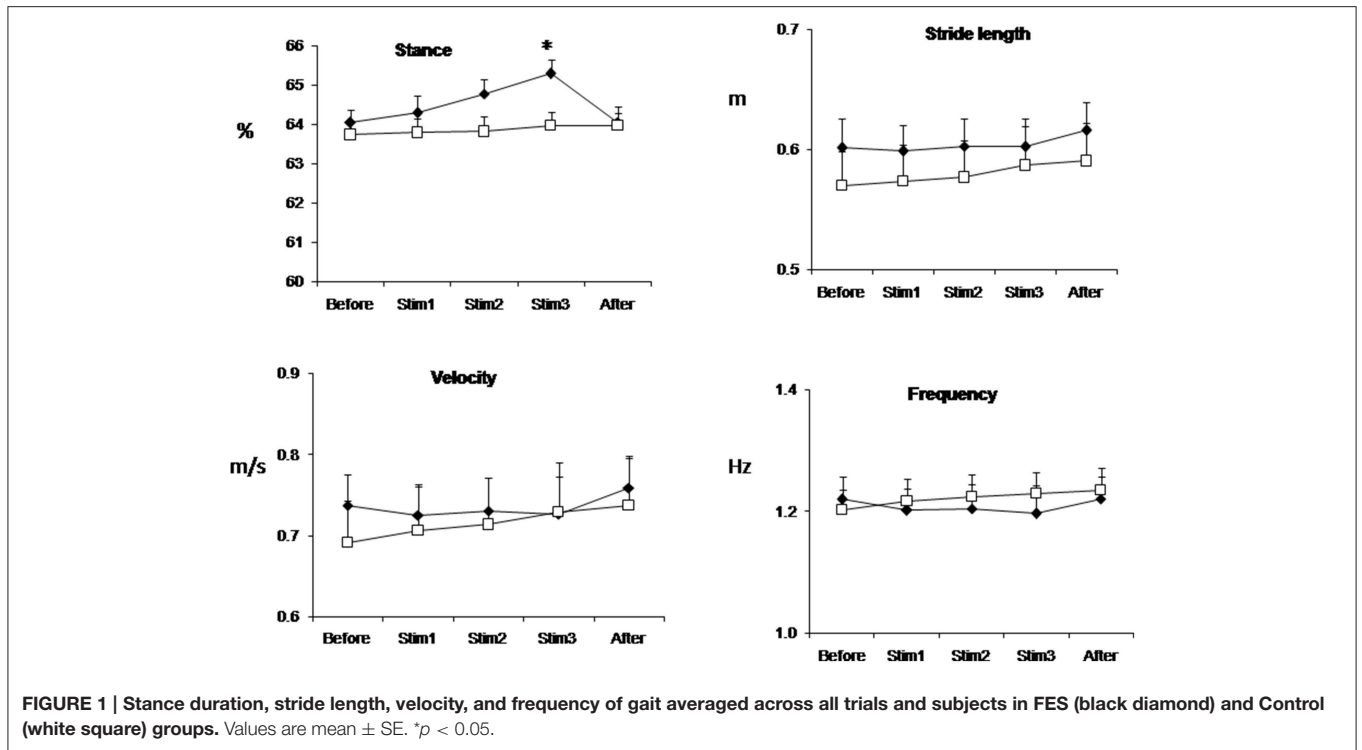 Stance
*
%
66
65
64
63
62
61
60
Before Stim1 Stim2 Stim3 After
Stride length
m
0.7
0.6
0.5
Before Stim1 Stim2 Stim3 After
Velocity
m/s
0.9
0.8
0.7
0.6
Before Stim1 Stim2 Stim3 After
Frequency
Hz
1.4
1.2
1.0
Before Stim1 Stim2 Stim3 After
FIGURE 1 | Stance duration, stride length, velocity, and frequency of gait averaged across all trials and subjects in FES (black diamond) and Control
(white square) groups. Values are mean ± SE. *p < 0.05.